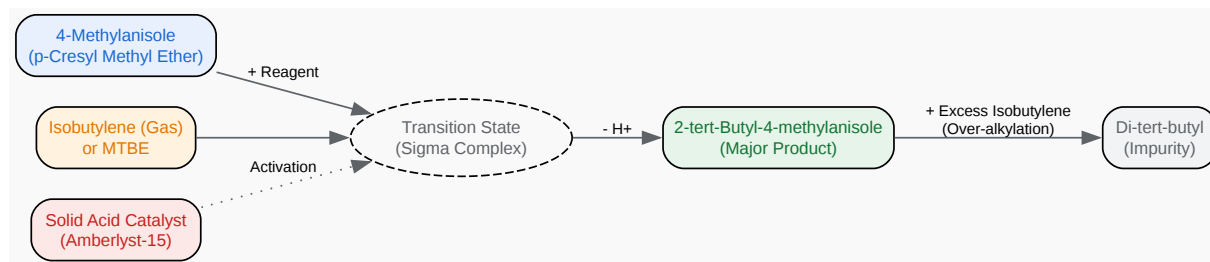 4-Methylanisole
(p-Cresyl Methyl Ether)
+ Reagent
Isobutylene (Gas)
or MTBE
Activation
Solid Acid Catalyst
(Amberlyst-15)
Transition State
(Sigma Complex)
- H+
2-tert-Butyl-4-methylanisole
(Major Product)
+ Excess Isobutylene
(Over-alkylation)
Di-tert-butyl
(Impurity)